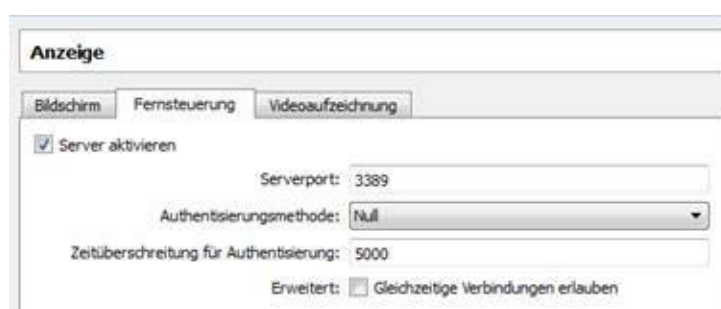 Anzeige
Bildschirm Fernsteuerung Videoaufzeichnung
Server aktivieren
Serverport: 3389
Authentisierungsmethode: Null
Zeitüberschreitung für Authentisierung: 5000
Erweitert: Gleichzeitige Verbindungen erlauben